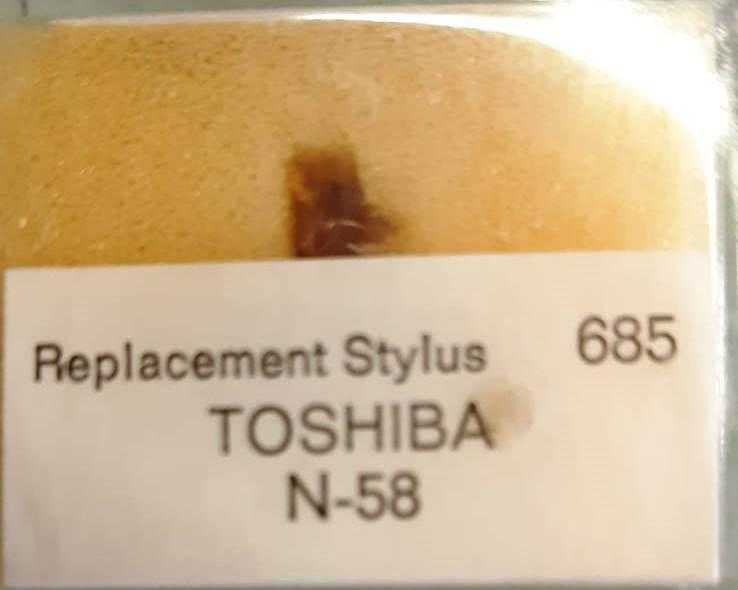 Replacement Stylus 685
TOSHIBA
N-58